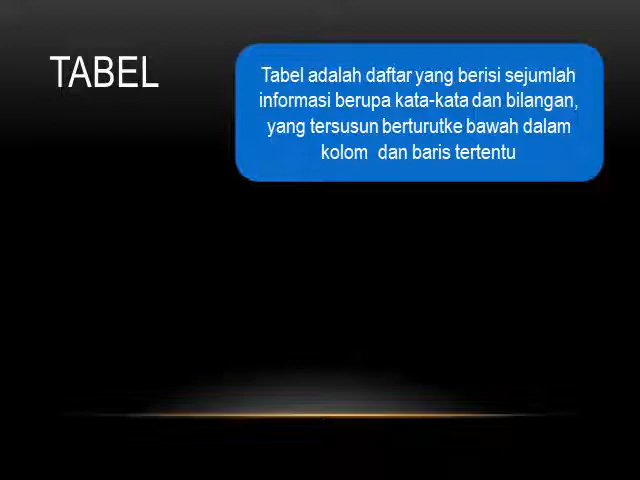 TABEL
Tabel adalah daftar yang berisi sejumlah
informasi berupa kata-kata dan bilangan,
yang tersusun berturutke bawah dalam
kolom  dan baris tertentu